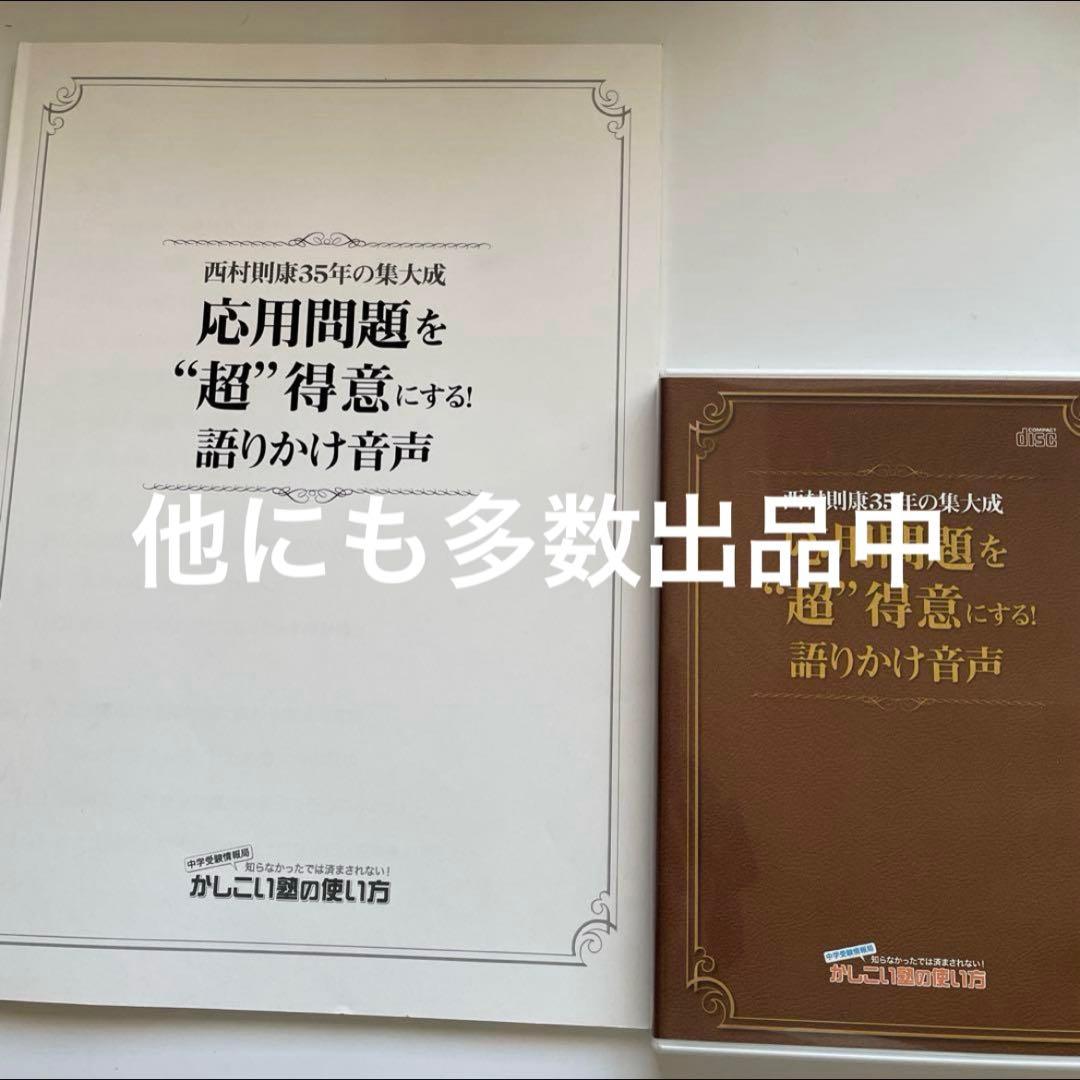 西村則康35年の集大成
応用問題を
“超”得意にする!
語りかけ音声
中学受験情報局
知らなかったでは済まされない!
かしこい塾の使い方
他にも多数出品中
COMPACT
disc
西村則康35年の集大成
応用問題を
“超”得意にする!
語りかけ音声
中学受験情報局
知らなかったでは済まされない!
かしこい塾の使い方